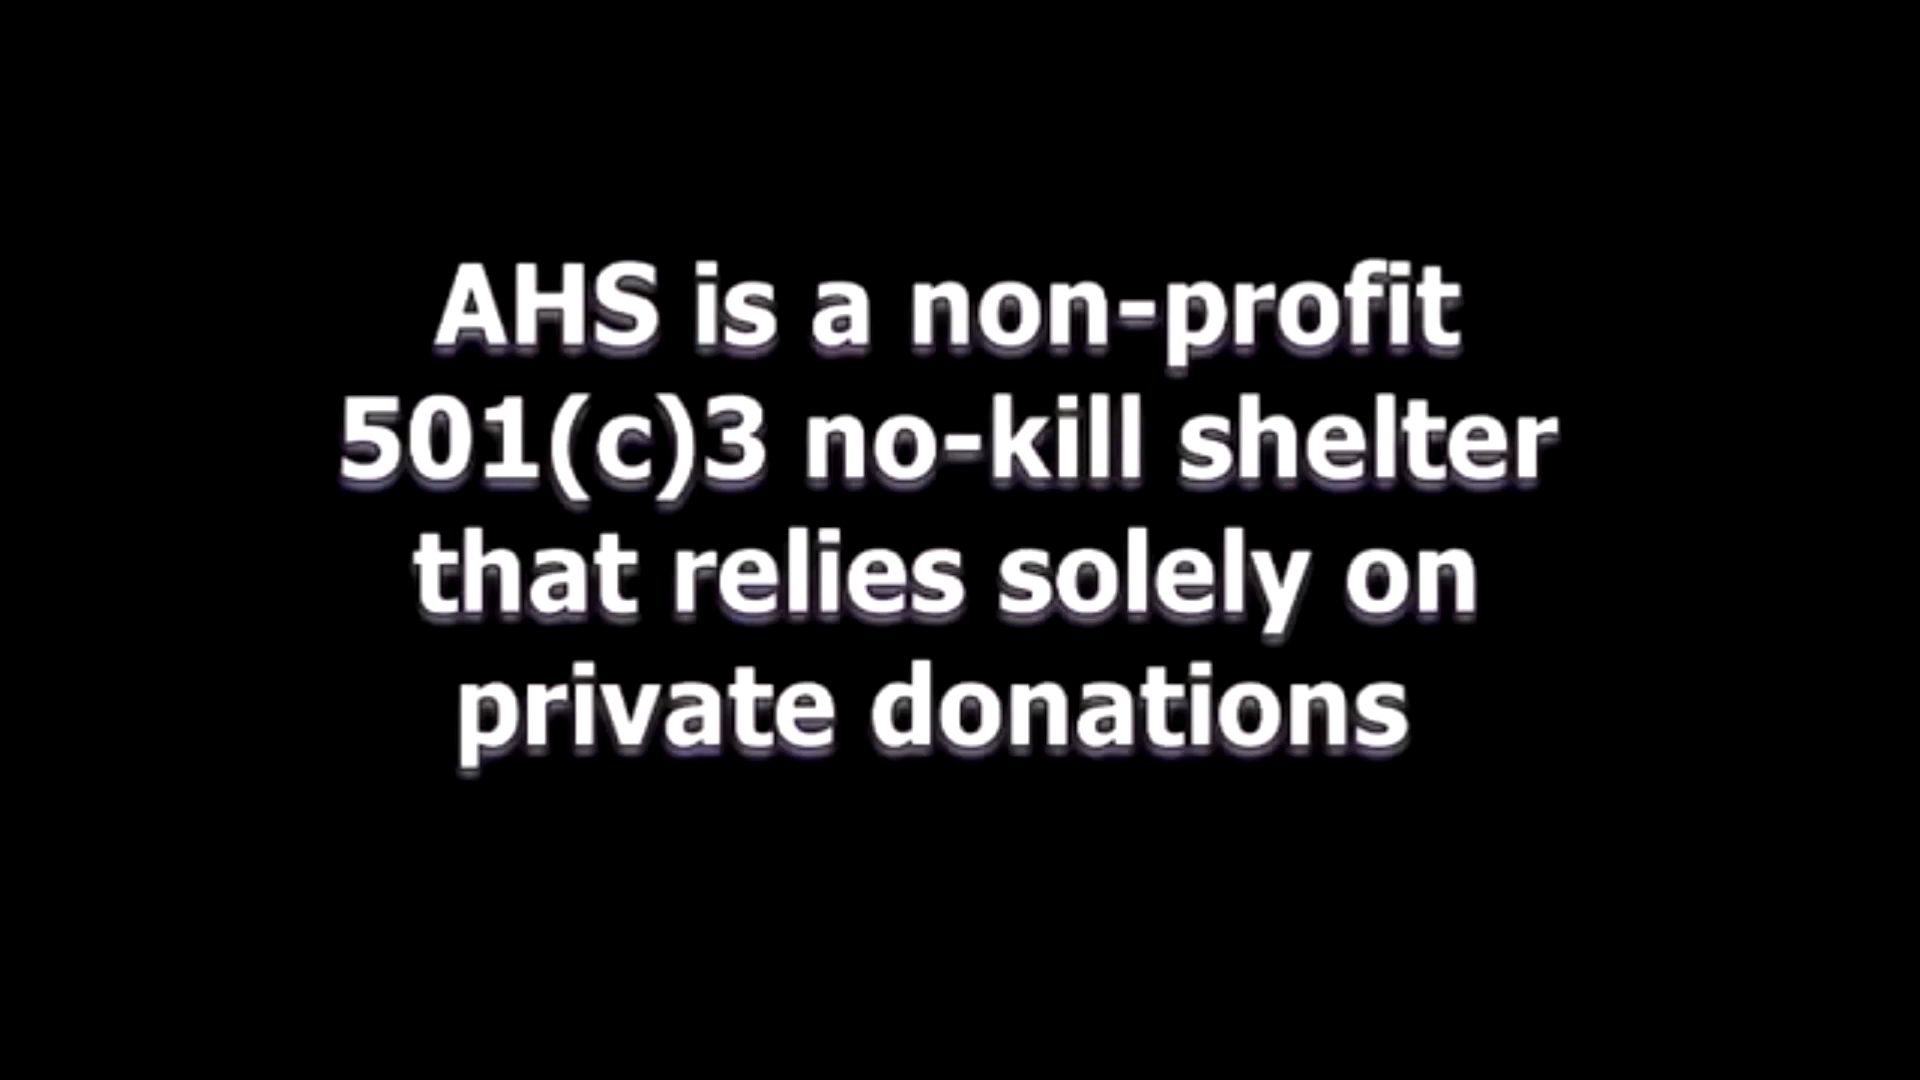 AHS is a non-profit
501(c)3 no-kill shelter
that relies solely on
private donations